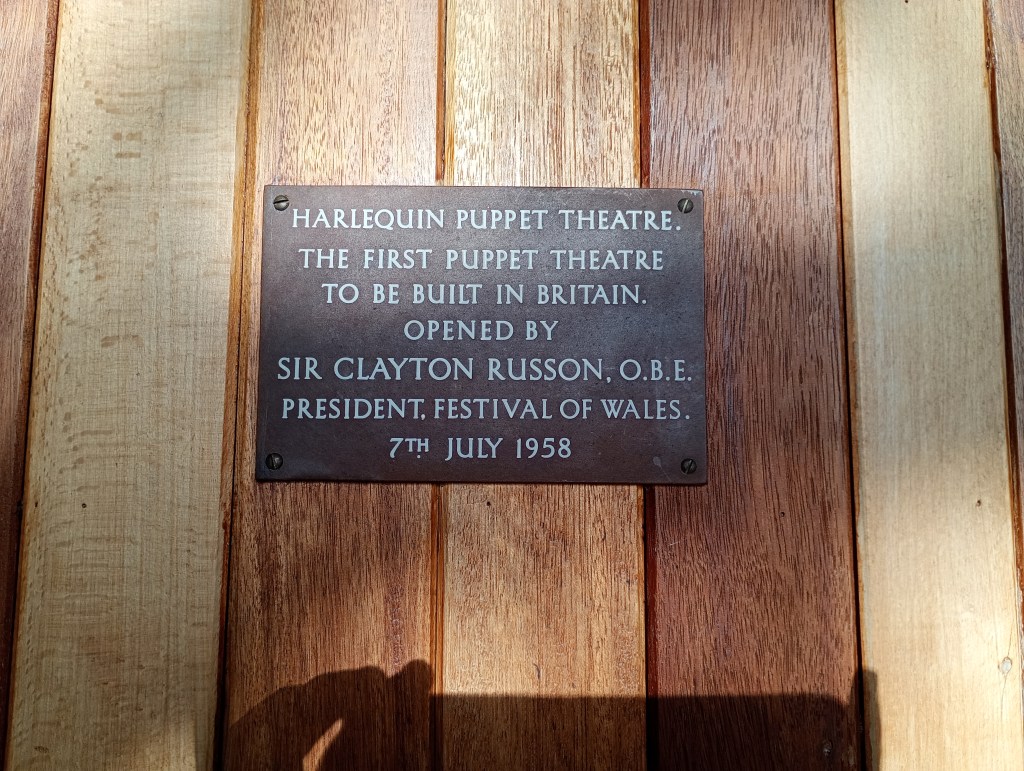 HARLEQUIN PUPPET THEATRE.
THE FIRST PUPPET THEATRE
TO BE BUILT IN BRITAIN.
OPENED BY
SIR CLAYTON RUSSON, O.B.E.
PRESIDENT, FESTIVAL OF WALES.
7TH JULY 1958